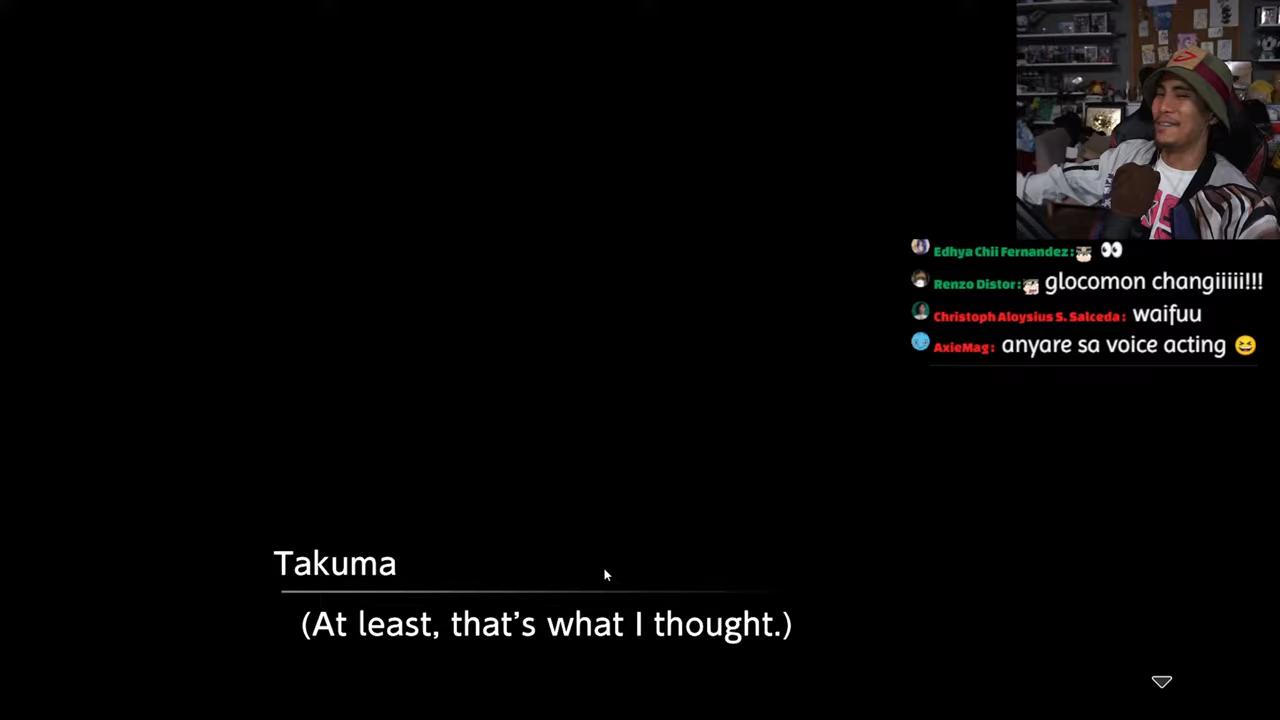 Edhya Chii Fernandez: 👀
Renzo Distor: glocomon changiiiii!!!
Christoph Aloysius S. Salceda: waifuu
AxieMag: anyare sa voice acting 😆
Takuma
(At least, that's what I thought.)